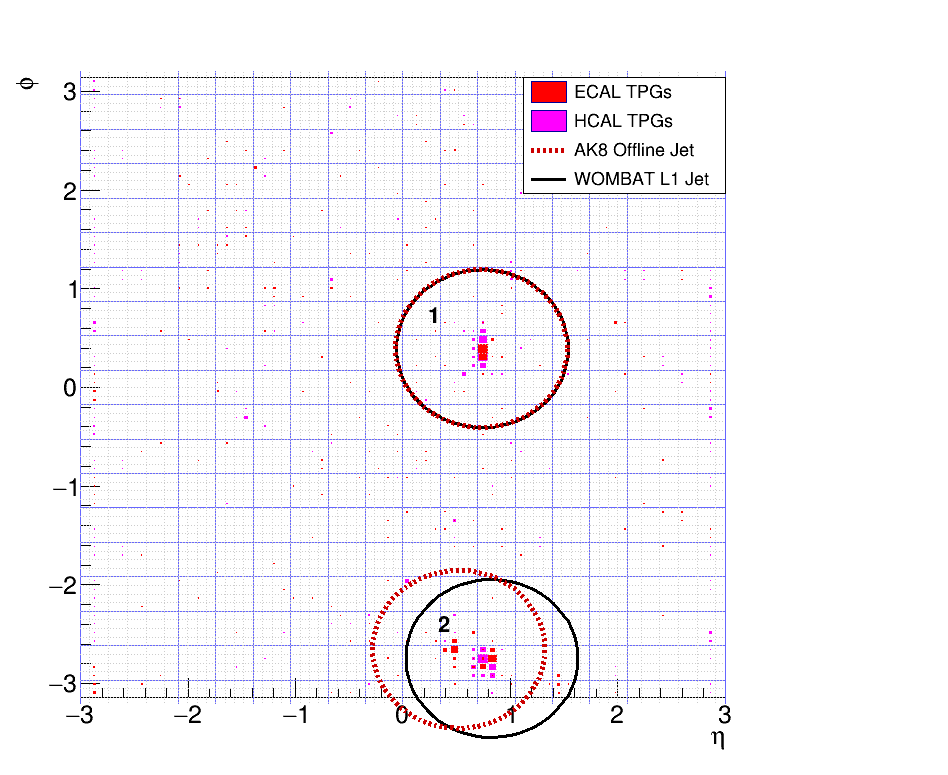 ϕ
3
2
1
0
−1
−2
−3
ECAL TPGs
HCAL TPGs
AK8 Offline Jet
WOMBAT L1 Jet
1
2
−3 −2 −1 0 1 2 3
η